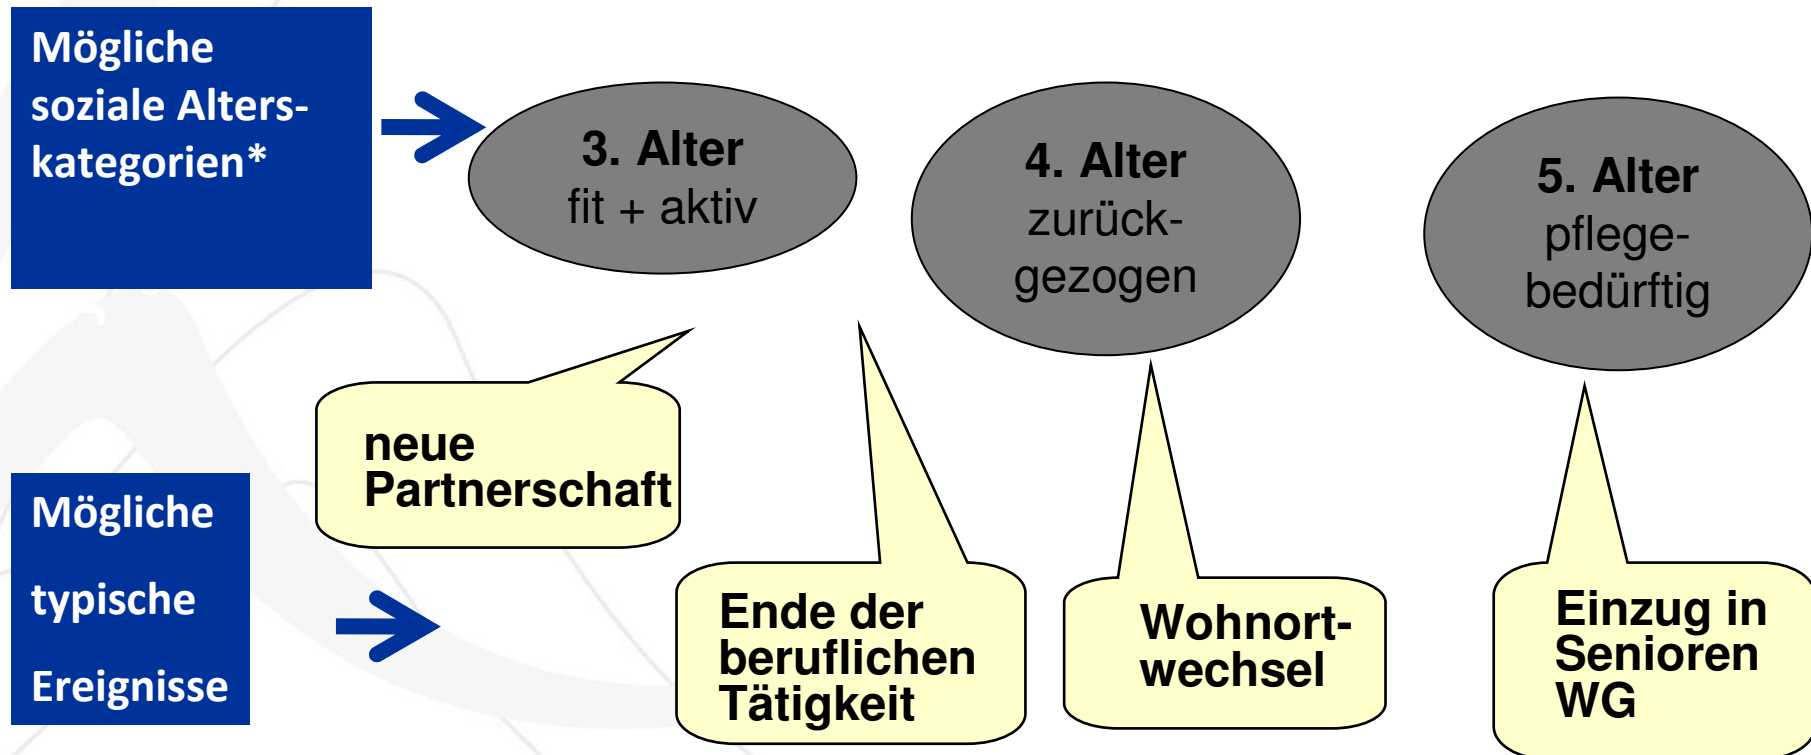 Mögliche
soziale Alters-
kategorien*
3. Alter
fit + aktiv
4. Alter
zurück-
gezogen
5. Alter
pflege-
bedürftig
neue
Partnerschaft
Mögliche
typische
Ereignisse
Ende der
beruflichen
Tätigkeit
Wohnort-
wechsel
Einzug in
Senioren
WG